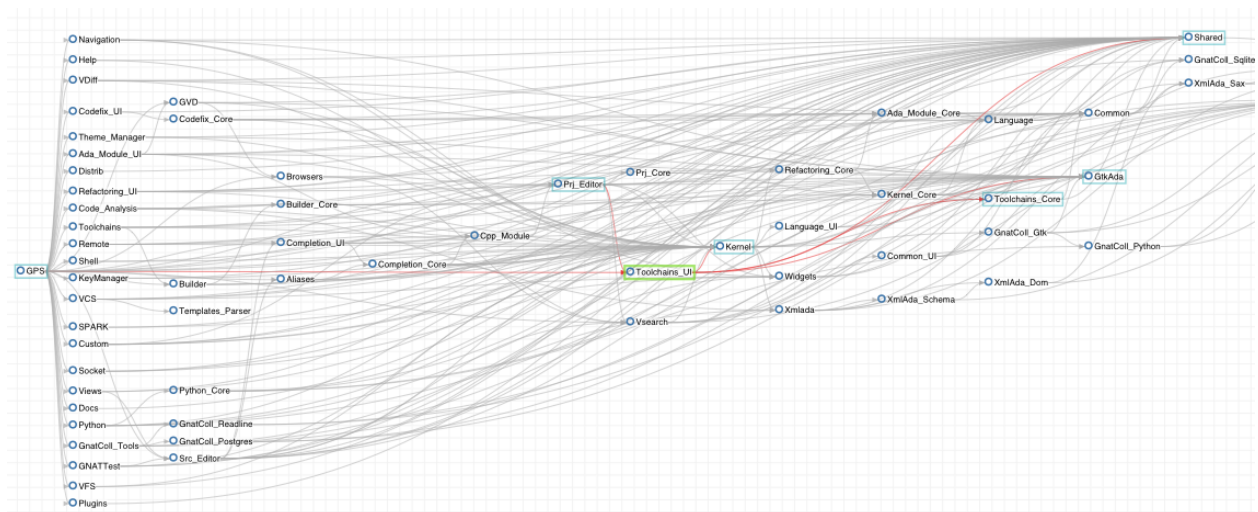 GPS
Navigation
Help
VDiff
Codefix_UI
Theme_Manager
Ada_Module_UI
Distrib
Refactoring_UI
Code_Analysis
Toolchains
Remote
Shell
KeyManager
VCS
SPARK
Custom
Socket
Views
Docs
Python
GnatColl_Tools
GNATTest
VFS
Plugins
GVD
Codefix_Core
Builder
Templates_Parser
Python_Core
GnatColl_Readline
GnatColl_Postgres
Src_Editor
Browsers
Builder_Core
Completion_UI
Aliases
Completion_Core
Cpp_Module
Prj_Editor
Prj_Core
Toolchains_UI
Vsearch
Kernel
Refactoring_Core
Language_UI
Widgets
Xmlada
Ada_Module_Core
Kernel_Core
Common_UI
XmlAda_Schema
Language
Toolchains_Core
GnatColl_Gtk
XmlAda_Dom
Common
GtkAda
GnatColl_Python
Shared
GnatColl_Sqlite
XmlAda_Sax